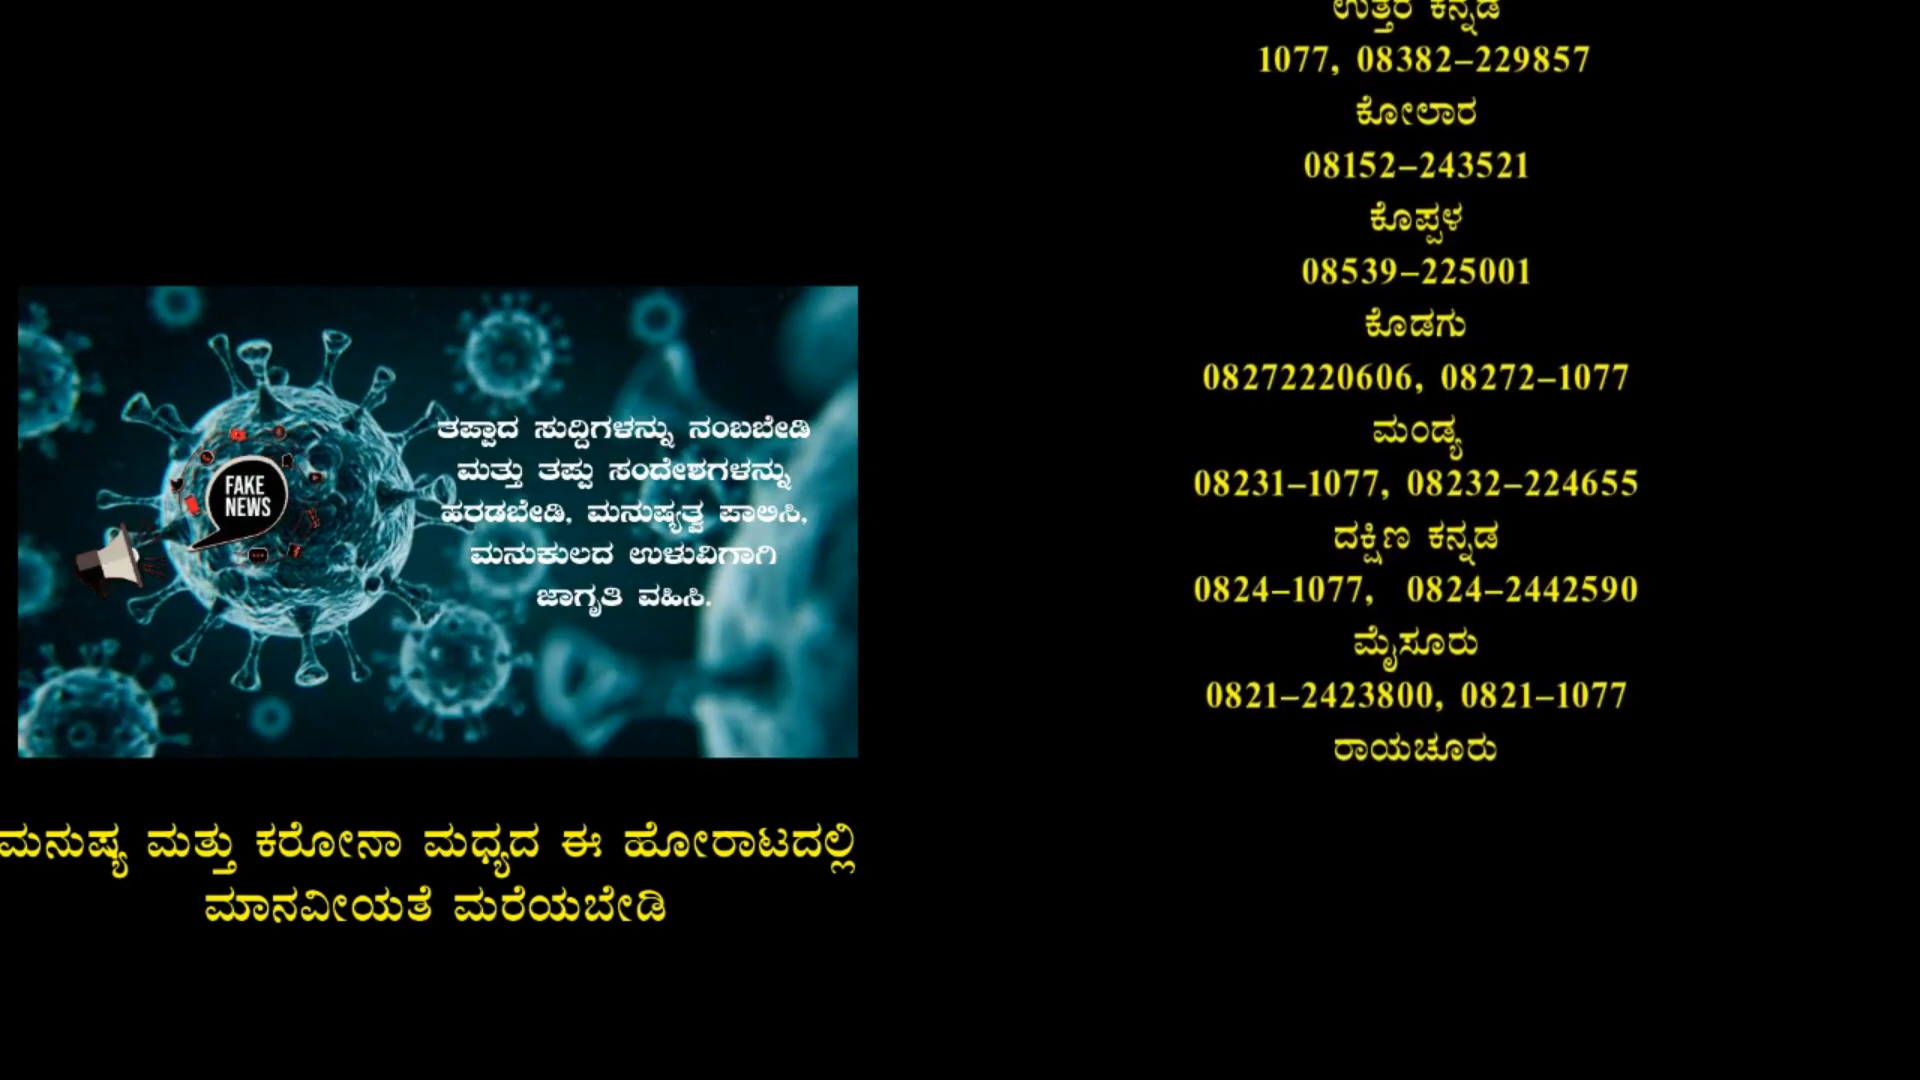 FAKE
NEWS
ತಪ್ಪಾದ ಸುದ್ದಿಗಳನ್ನು ನಂಬಬೇಡಿ
ಮತ್ತು ತಪ್ಪು ಸಂದೇಶಗಳನ್ನು
ಹರಡಬೇಡಿ, ಮನುಷ್ಯತ್ವ ಪಾಲಿಸಿ,
ಮನುಕುಲದ ಉಳುವಿಗಾಗಿ
ಜಾಗೃತಿ ವಹಿಸಿ.
ಮನುಷ್ಯ ಮತ್ತು ಕರೋನಾ ಮಧ್ಯದ ಈ ಹೋರಾಟದಲ್ಲಿ
ಮಾನವೀಯತೆ ಮರೆಯಬೇಡಿ
ಉತ್ತರ ಕನ್ನಡ
1077, 08382–229857
ಕೋಲಾರ
08152–243521
ಕೊಪ್ಪಳ
08539–225001
ಕೊಡಗು
08272220606, 08272–1077
ಮಂಡ್ಯ
08231–1077, 08232–224655
ದಕ್ಷಿಣ ಕನ್ನಡ
0824–1077, 0824–2442590
ಮೈಸೂರು
0821–2423800, 0821–1077
ರಾಯಚೂರು